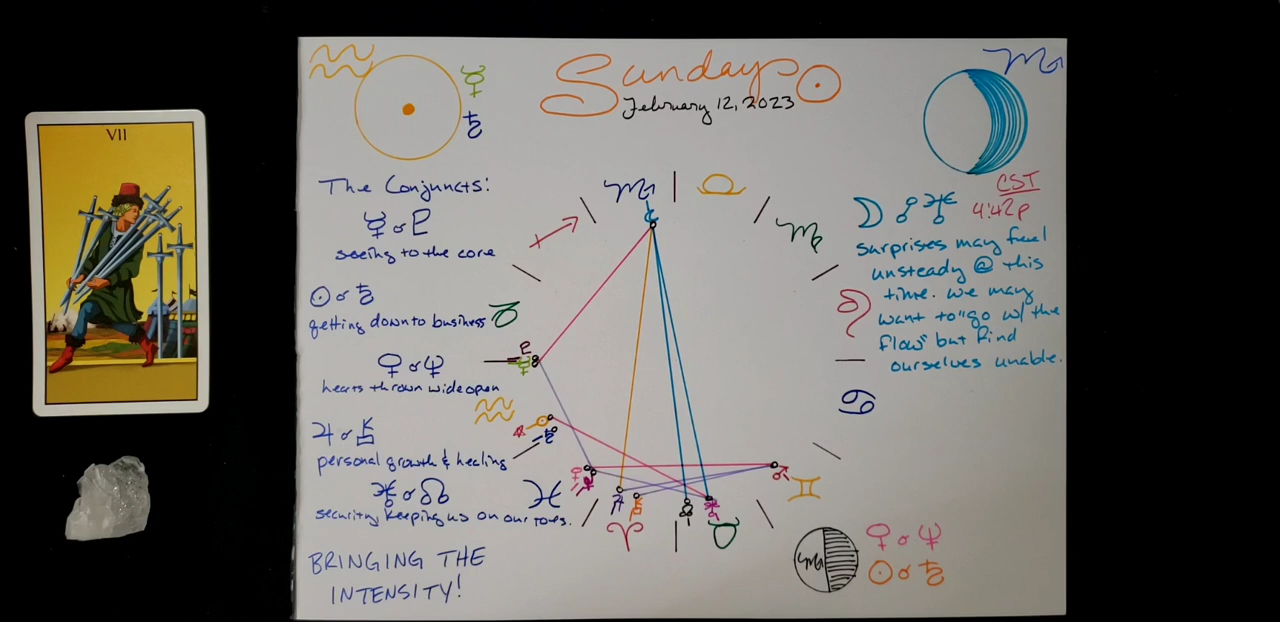 VII
Sundays
February 12, 2023
The Conjuncts:
☿ ☌ ♇
seeing to the core
☉ ☌ ♄
getting down to business
♀ ☌ ♆
hearts thrown wide open
♃ ☌ ⚷
personal growth & healing
♅ ☌ ☊
security keeping us on our toes.
BRINGING THE
INTENSITY!
CST
☽ ☍ ♅ 4:42p
surprises may feel
unsteady @ this
time. we may
want to "go w/ the
flow" but find
ourselves unable.
♀ ☌ ♆
☉ ☌ ♄